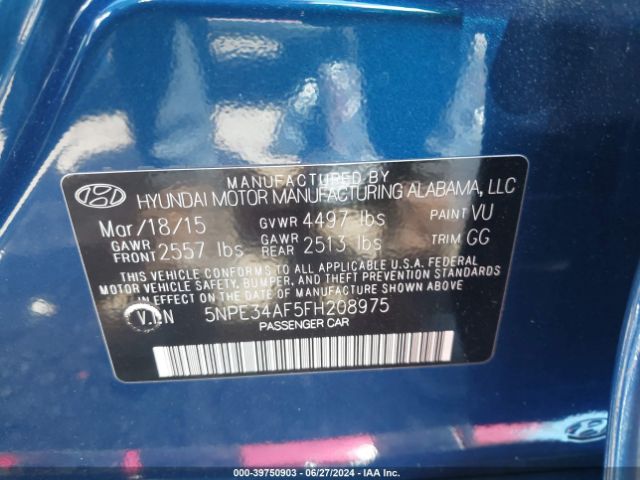 MANUFACTURED BY
HYUNDAI MOTOR MANUFACTURING ALABAMA, LLC
Mar/18/15 GVWR 4497 lbs PAINT VU
GAWR FRONT 2557 lbs GAWR REAR 2513 lbs TRIM GG
THIS VEHICLE CONFORMS TO ALL APPLICABLE U.S.A. FEDERAL
MOTOR VEHICLE SAFETY, BUMPER, AND THEFT PREVENTION STANDARDS
IN EFFECT ON THE DATE OF MANUFACTURE SHOWN ABOVE
V.I.N 5NPE34AF5FH208975
PASSENGER CAR
000-39750903 - 06/27/2024 - IAA Inc.